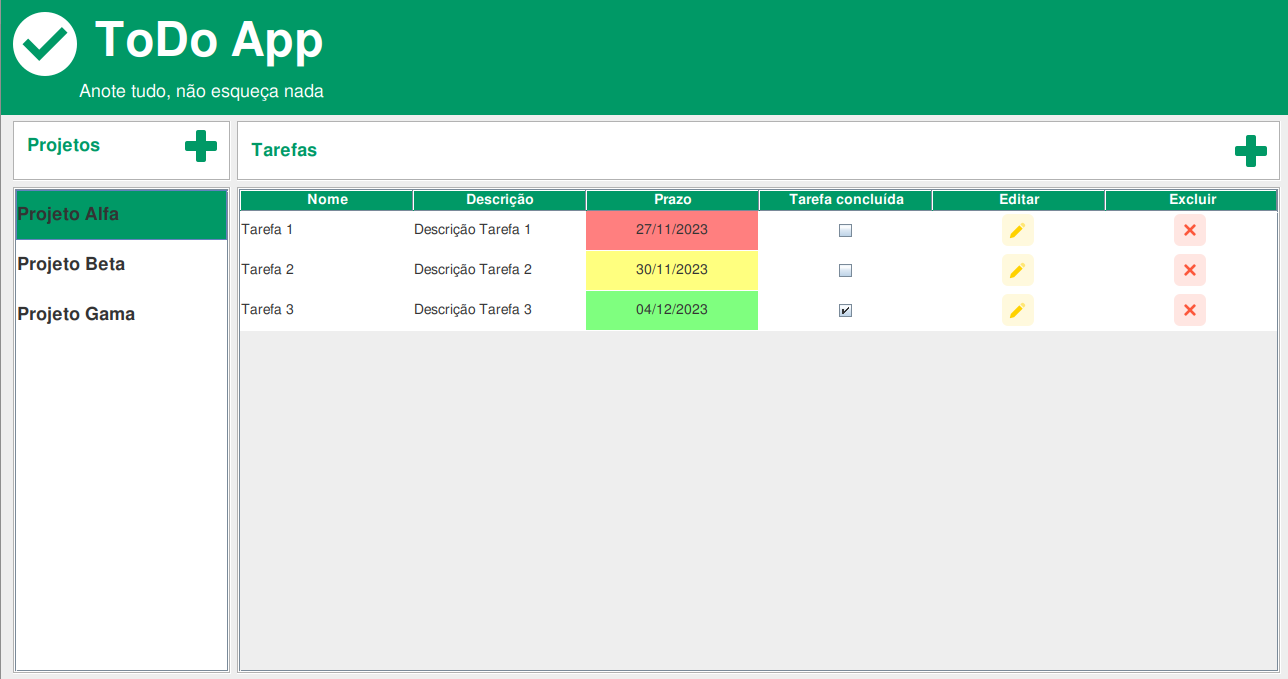 ToDo App
Anote tudo, não esqueça nada
Projetos
Tarefas
Projeto Alfa
Projeto Beta
Projeto Gama
Nome Descrição Prazo Tarefa concluída Editar Excluir
Tarefa 1 Descrição Tarefa 1 27/11/2023
Tarefa 2 Descrição Tarefa 2 30/11/2023
Tarefa 3 Descrição Tarefa 3 04/12/2023